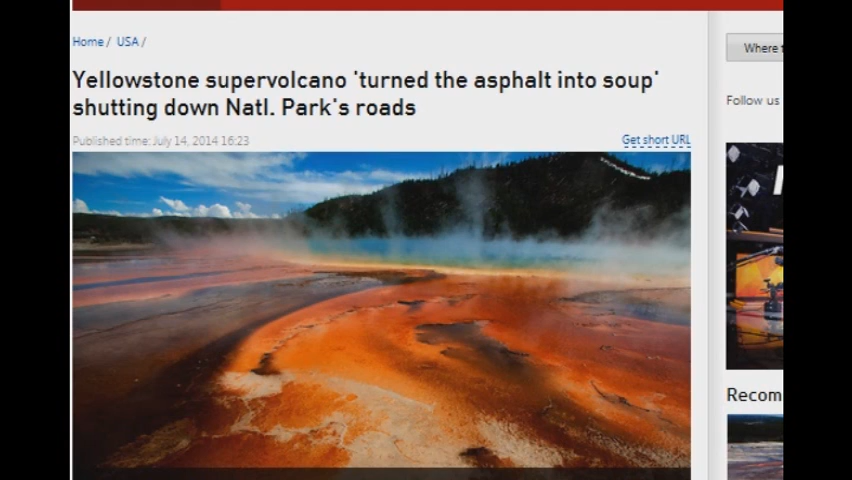 Home / USA /
Where t
Yellowstone supervolcano 'turned the asphalt into soup'
shutting down Natl. Park's roads
Follow us
Published time: July 14, 2014 16:23
Get short URL
Recom